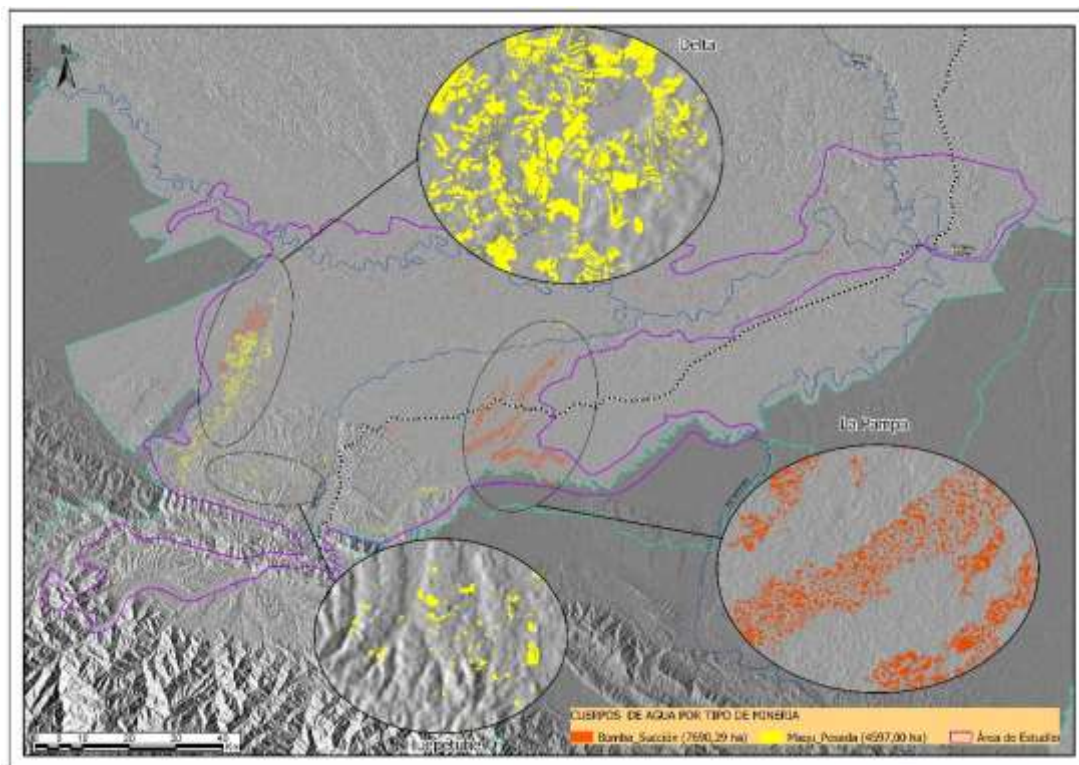 N
Delta
La Pampa
CUERPOS DE AGUA POR TIPO DE MINERIA
Bomba_Succión (7690,29 ha)
Maqu_Pesada (4597,00 ha)
Área de Estudio